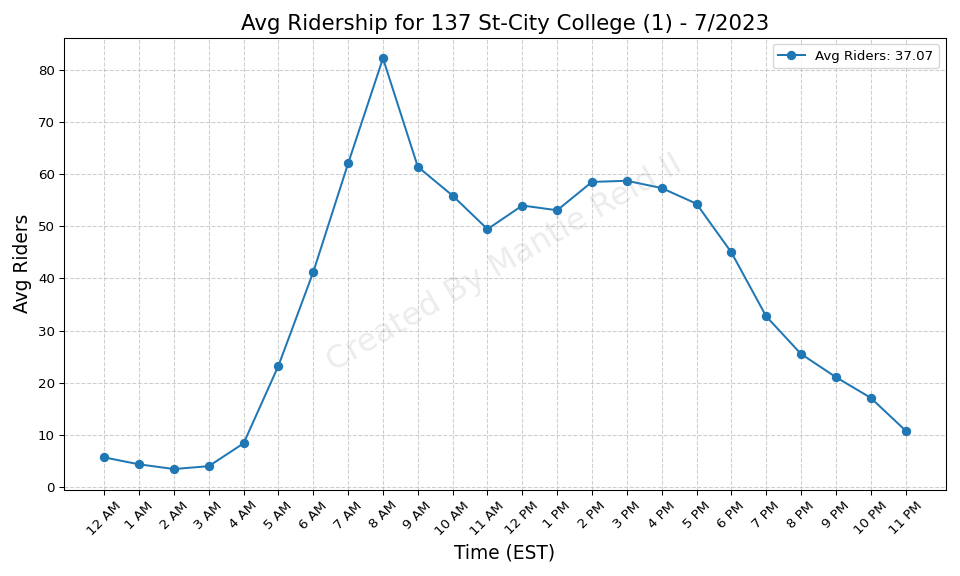 Avg Ridership for 137 St-City College (1) - 7/2023
Avg Riders: 37.07
Avg Riders
80
70
60
50
40
30
20
10
0
Created By Mantle Reid II
12 AM
1 AM
2 AM
3 AM
4 AM
5 AM
6 AM
7 AM
8 AM
9 AM
10 AM
11 AM
12 PM
1 PM
2 PM
3 PM
4 PM
5 PM
6 PM
7 PM
8 PM
9 PM
10 PM
11 PM
Time (EST)